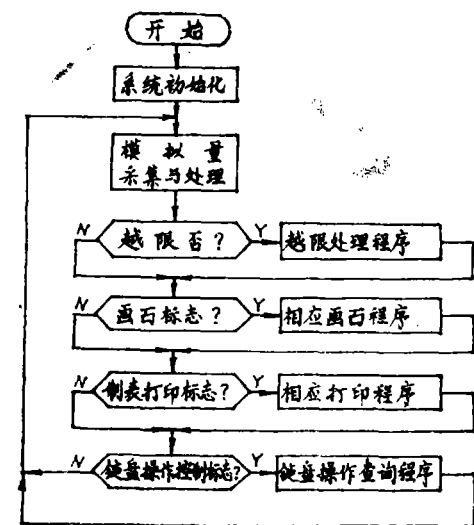 开始
系统初始化
模拟量
采集与处理
N
越限否？
Y
越限处理程序
N
画面标志？
Y
相应画面程序
N
制表打印标志？
Y
相应打印程序
N
键盘操作控制标志？
Y
键盘操作查询程序